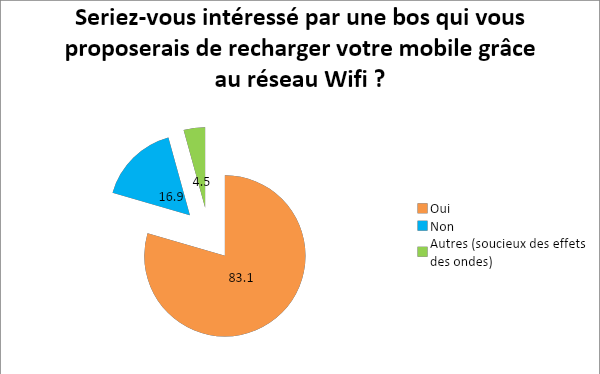 Seriez-vous intéressé par une bos qui vous
proposerais de recharger votre mobile grâce
au réseau Wifi ?
4,5
16.9
83.1
Oui
Non
Autres (soucieux des effets
des ondes)